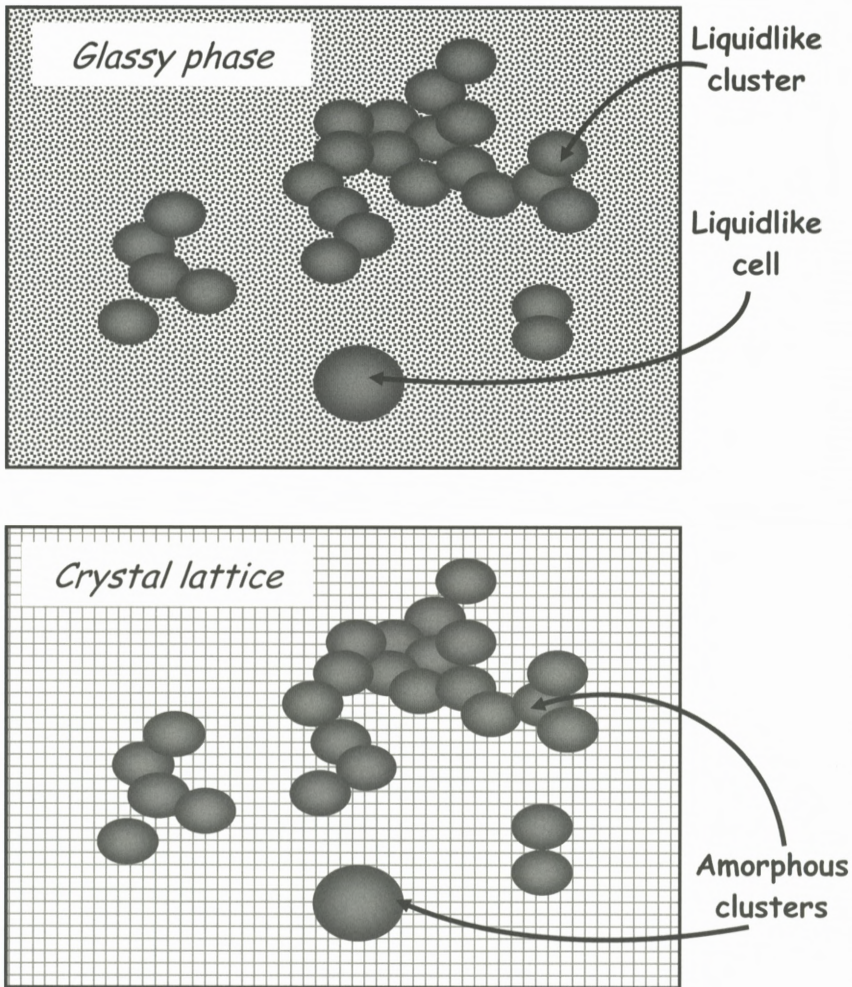 Glassy phase
Liquidlike
cluster
Liquidlike
cell
Crystal lattice
Amorphous
clusters